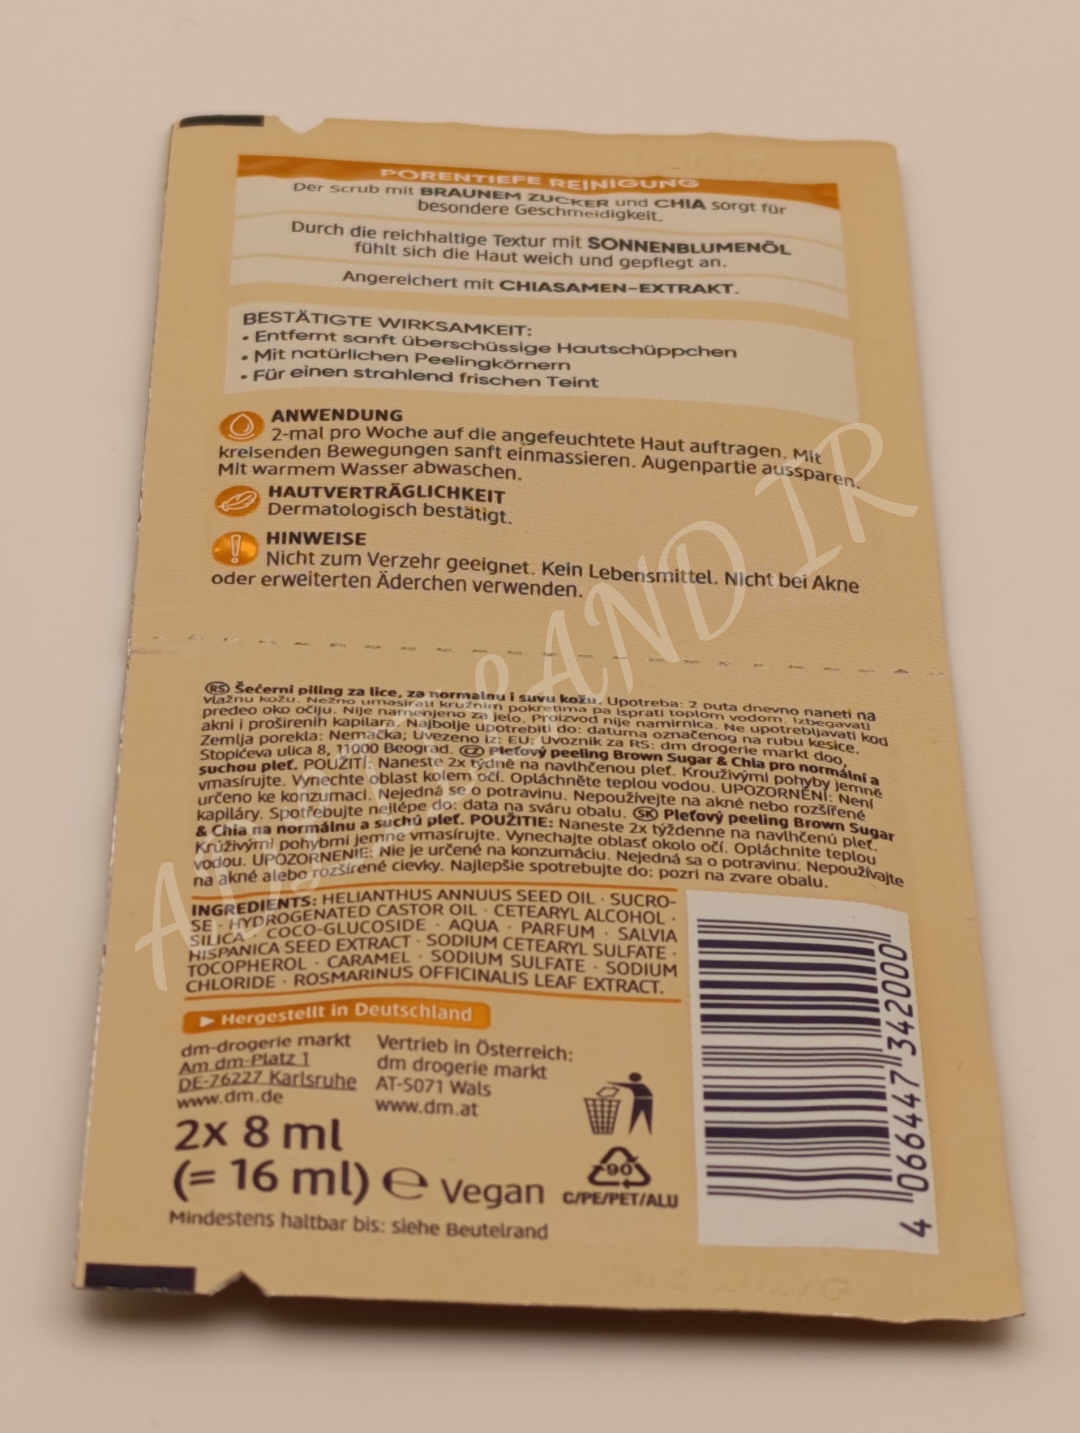 PORENTIEFE REINIGUNG
Der Scrub mit BRAUNEM ZUCKER und CHIA sorgt für
besondere Geschmeidigkeit.
Durch die reichhaltige Textur mit SONNENBLUMENÖL
fühlt sich die Haut weich und gepflegt an.
Angereichert mit CHIASAMEN-EXTRAKT.
BESTÄTIGTE WIRKSAMKEIT:
• Entfernt sanft überschüssige Hautschüppchen
• Mit natürlichen Peelingkörnern
• Für einen strahlend frischen Teint
ANWENDUNG
2-mal pro Woche auf die angefeuchtete Haut auftragen. Mit
kreisenden Bewegungen sanft einmassieren. Augenpartie aussparen.
Mit warmem Wasser abwaschen.
HAUTVERTRÄGLICHKEIT
Dermatologisch bestätigt.
HINWEISE
Nicht zum Verzehr geeignet. Kein Lebensmittel. Nicht bei Akne
oder erweiterten Äderchen verwenden.
RS Šećerni piling za lice, za normalnu i suvu kožu. Upotreba: 2 puta dnevno naneti na
vlažnu kožu. Nežno umasirati kružnim pokretima pa isprati toplom vodom. Izbegavati
predeo oko očiju. Nije namenjeno za jelo. Proizvod nije namirnica. Ne upotrebljavati kod
akni i proširenih kapilara. Najbolje upotrebiti do: datuma označenog na rubu kesice.
Zemlja porekla: Nemačka; Uvezeno iz: EU; Uvoznik za RS: dm drogerie markt doo,
Stopićeva ulica 8, 11000 Beograd. CZ Pleťový peeling Brown Sugar & Chia pro normální a
suchou pleť. POUŽITÍ: Naneste 2x týdně na navlhčenou pleť. Krouživými pohyby jemně
vmasírujte. Vynechte oblast kolem očí. Opláchněte teplou vodou. UPOZORNĚNÍ: Není
určeno ke konzumaci. Nejedná se o potravinu. Nepoužívejte na akné nebo rozšířené
kapiláry. Spotřebujte nejlépe do: data na sváru obalu. SK Pleťový peeling Brown Sugar
& Chia na normálnu a suchú pleť. POUŽITIE: Naneste 2x týždenne na navlhčenú pleť.
Krúživými pohybmi jemne vmasírujte. Vynechajte oblasť okolo očí. Opláchnite teplou
vodou. UPOZORNENIE: Nie je určené na konzumáciu. Nejedná sa o potravinu. Nepoužívajte
na akné alebo rozšírené cievky. Najlepšie spotrebujte do: pozri na zvare obalu.
INGREDIENTS: HELIANTHUS ANNUUS SEED OIL · SUCRO-
SE · HYDROGENATED CASTOR OIL · CETEARYL ALCOHOL ·
SILICA · COCO-GLUCOSIDE · AQUA · PARFUM · SALVIA
HISPANICA SEED EXTRACT · SODIUM CETEARYL SULFATE ·
TOCOPHEROL · CARAMEL · SODIUM SULFATE · SODIUM
CHLORIDE · ROSMARINUS OFFICINALIS LEAF EXTRACT.
Hergestellt in Deutschland
dm-drogerie markt
Am dm-Platz 1
DE-76227 Karlsruhe
www.dm.de
Vertrieb in Österreich:
dm drogerie markt
AT-5071 Wals
www.dm.at
2x 8 ml
(= 16 ml) e Vegan
90
C/PE/PET/ALU
Mindestens haltbar bis: siehe Beutelrand
4 066447 342000